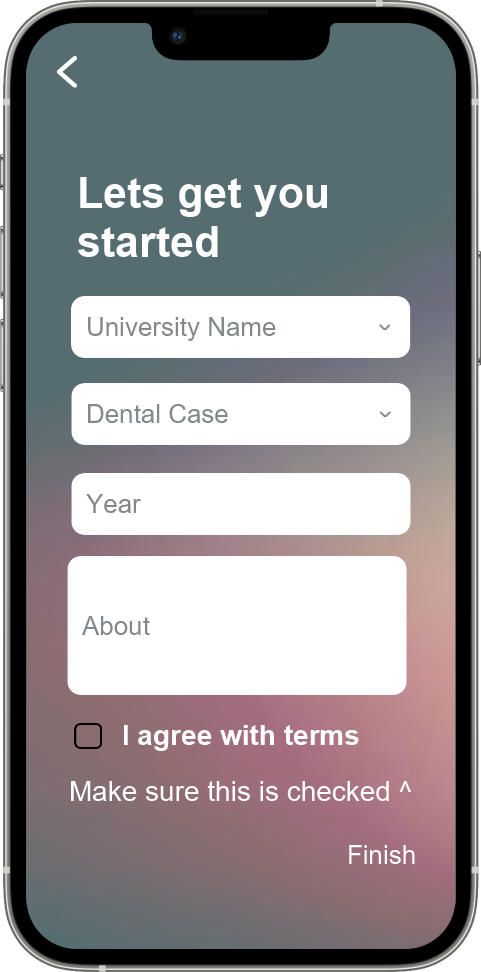 Lets get you
started
University Name
Dental Case
Year
About
I agree with terms
Make sure this is checked ^
Finish